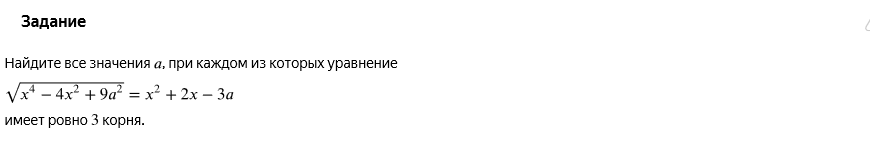 Задание
Найдите все значения a, при каждом из которых уравнение
√(x⁴ − 4x² + 9a²) = x² + 2x − 3a
имеет ровно 3 корня.